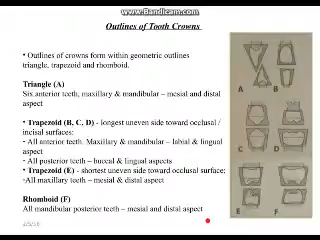 www.Bandicam.com
Outlines of Tooth Crowns
• Outlines of crowns form within geometric outlines
triangle, trapezoid and rhomboid.
Triangle (A)
Six anterior teeth, maxillary & mandibular – mesial and distal
aspect
• Trapezoid (B, C, D) - longest uneven side toward occlusal /
incisal surfaces:
• All anterior teeth Maxillary & mandibular – labial & lingual
aspect
• All posterior teeth – buccal & lingual aspects
• Trapezoid (E) - shortest uneven side toward occlusal surface;
•All maxillary teeth – mesial & distal aspect
Rhomboid (F)
All mandibular posterior teeth – mesial and distal aspect
A
B
C
D
E
F